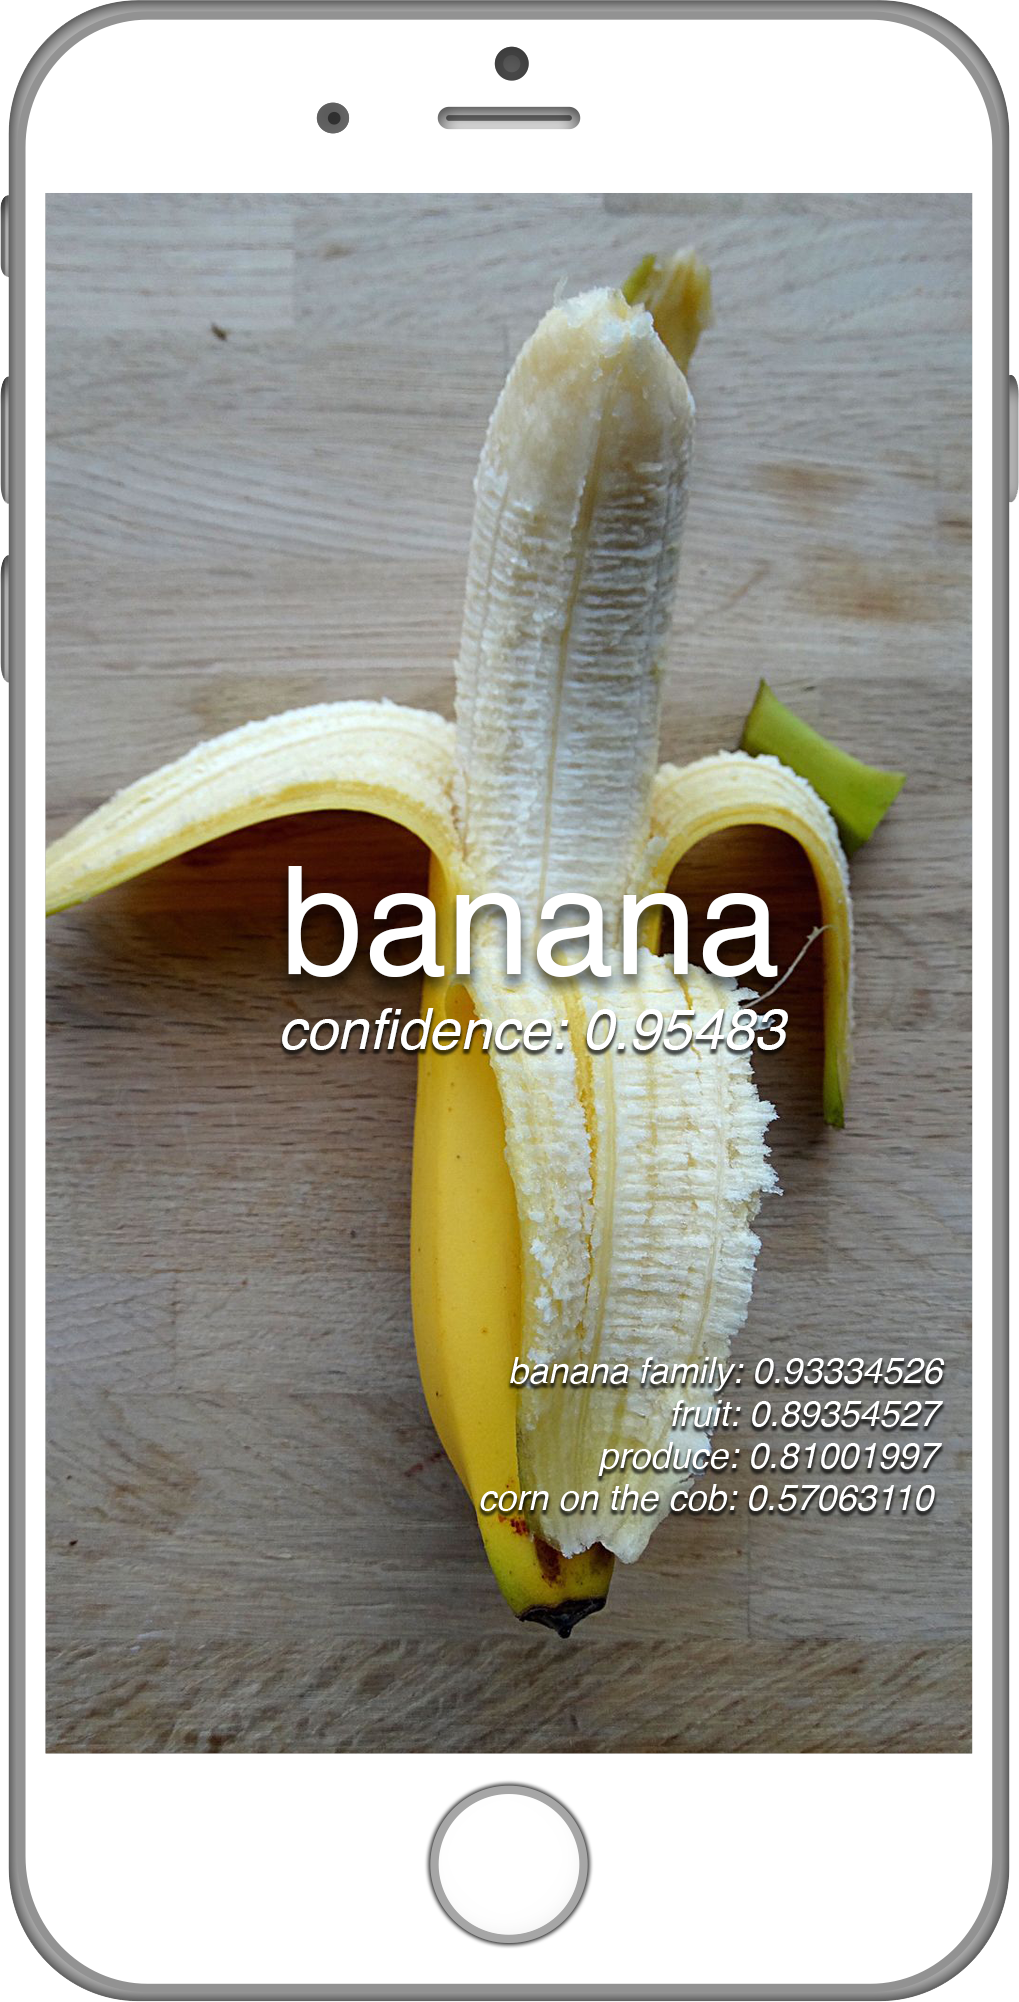 banana
confidence: 0.95483
banana family: 0.93334526
fruit: 0.89354527
produce: 0.81001997
corn on the cob: 0.57063110